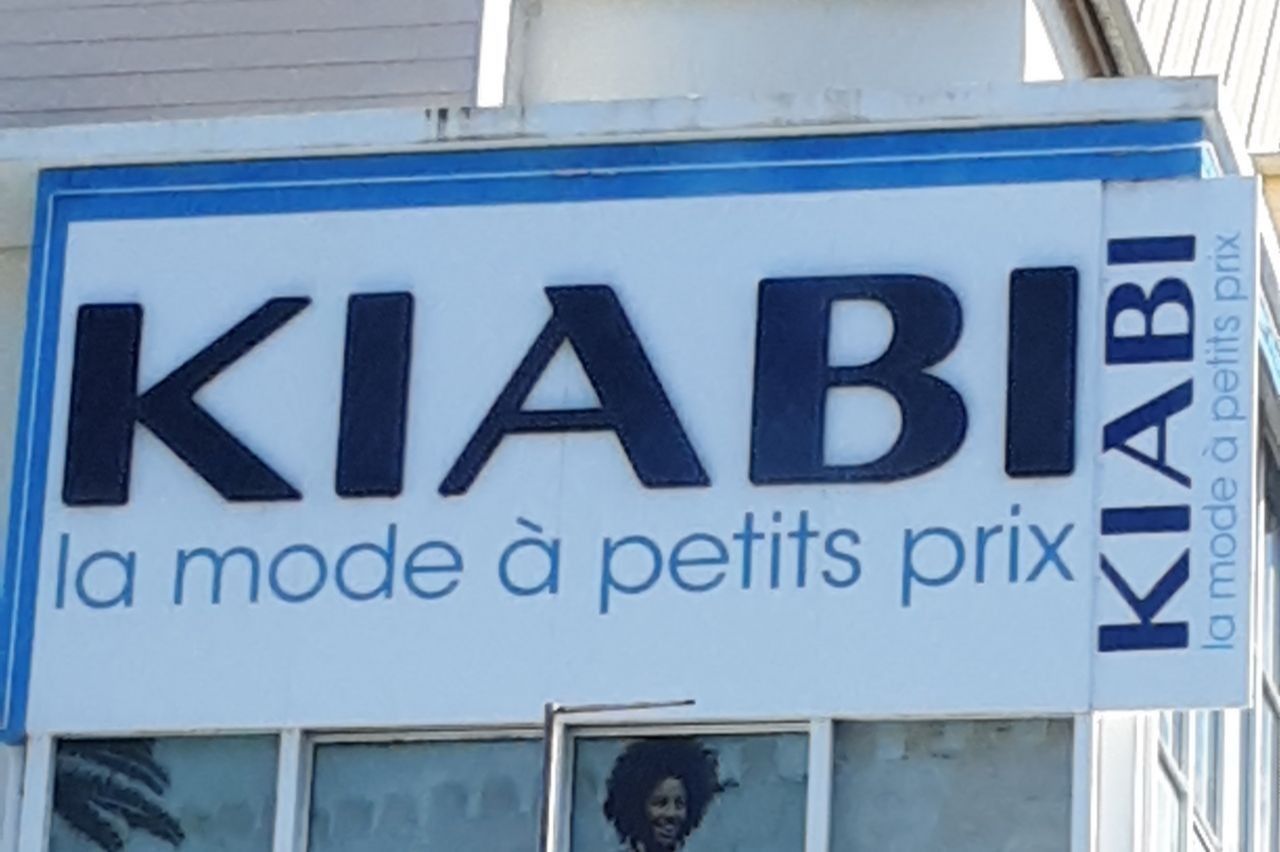 KIABI
la mode à petits prix
KIABI
la mode à petits prix